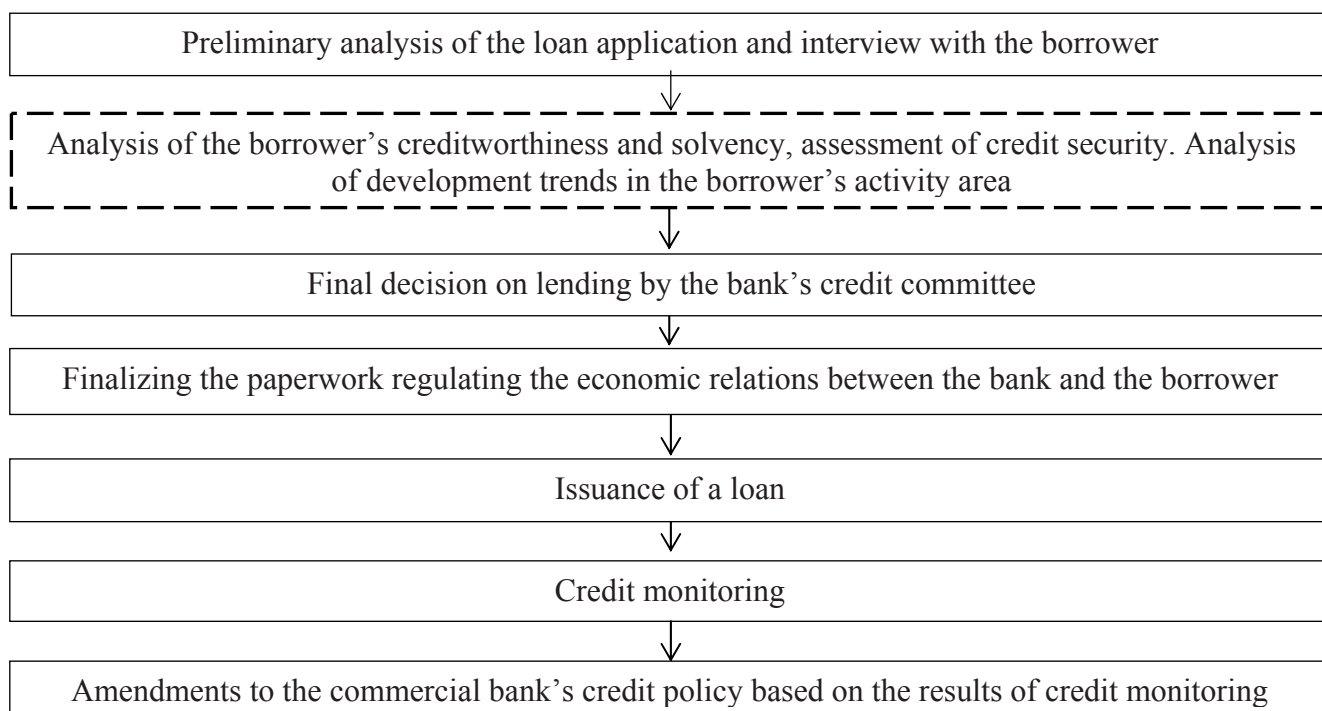 Preliminary analysis of the loan application and interview with the borrower
Analysis of the borrower’s creditworthiness and solvency, assessment of credit security. Analysis
of development trends in the borrower’s activity area
Final decision on lending by the bank’s credit committee
Finalizing the paperwork regulating the economic relations between the bank and the borrower
Issuance of a loan
Credit monitoring
Amendments to the commercial bank’s credit policy based on the results of credit monitoring